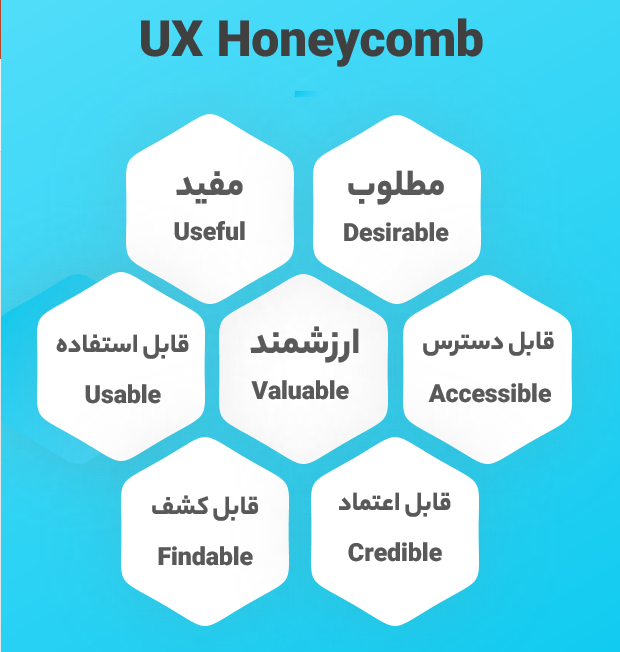 UX Honeycomb
مفید
Useful
مطلوب
Desirable
قابل استفاده
Usable
ارزشمند
Valuable
قابل دسترس
Accessible
قابل کشف
Findable
قابل اعتماد
Credible